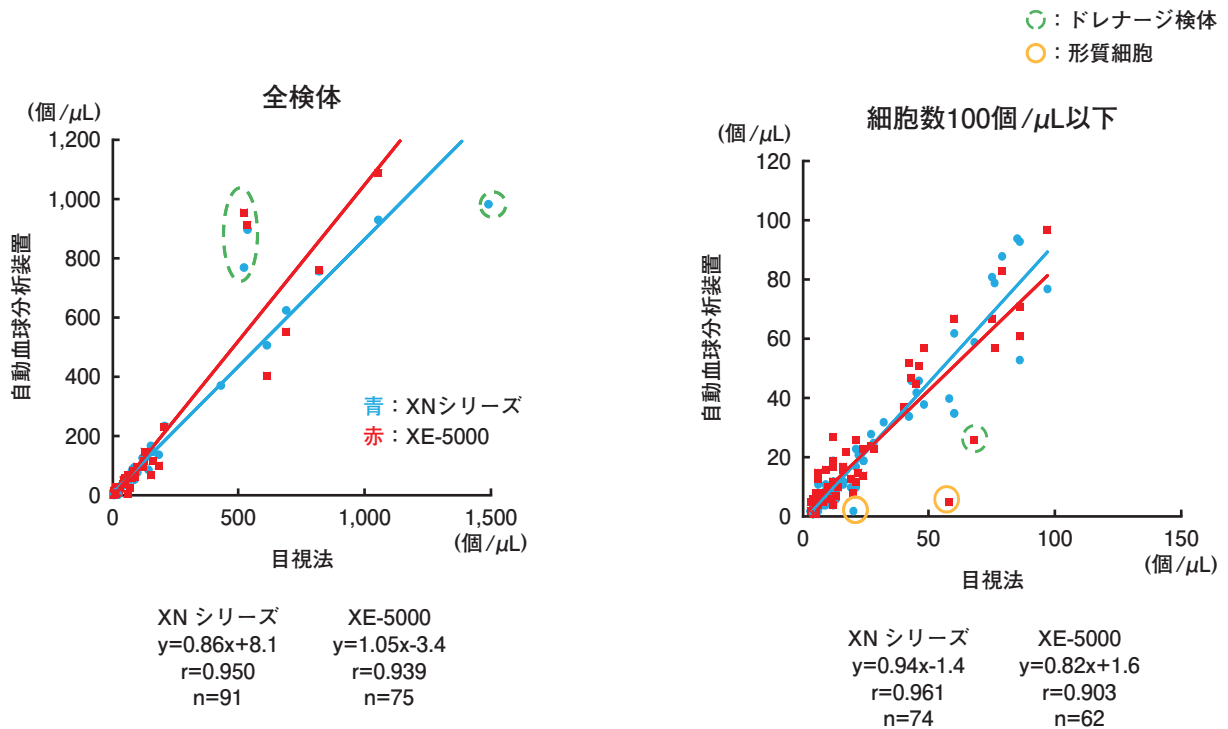 ：ドレナージ検体
：形質細胞
全検体
(個/μL)
1,200
1,000
800
600
400
200
0
自動血球分析装置
青：XNシリーズ
赤：XE-5000
0
500
1,000
1,500
(個/μL)
目視法
XN シリーズ
y=0.86x+8.1
r=0.950
n=91
XE-5000
y=1.05x-3.4
r=0.939
n=75
細胞数100個/μL以下
(個/μL)
120
100
80
60
40
20
0
自動血球分析装置
0
50
100
150
(個/μL)
目視法
XN シリーズ
y=0.94x-1.4
r=0.961
n=74
XE-5000
y=0.82x+1.6
r=0.903
n=62